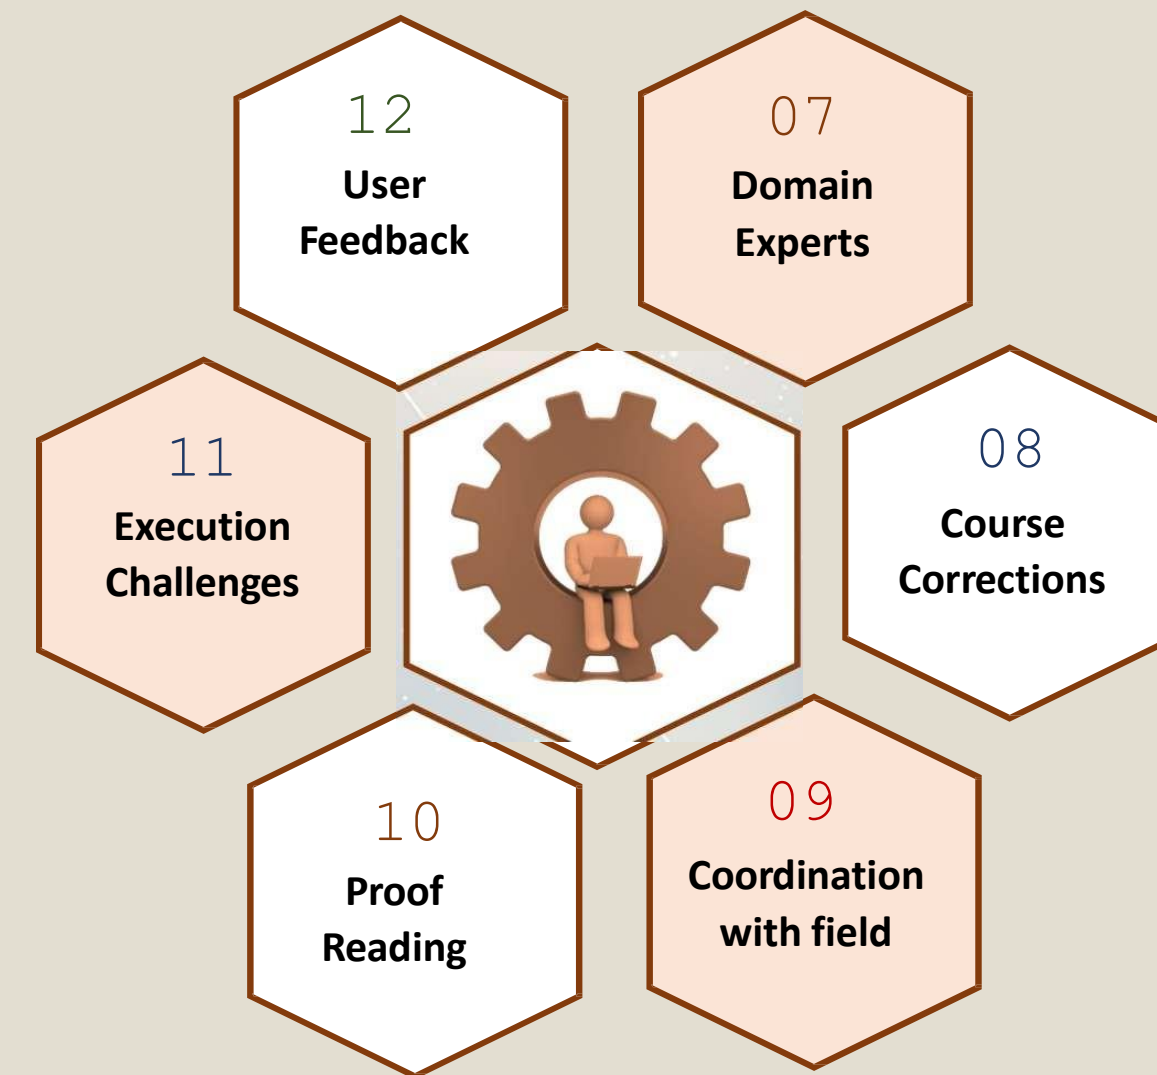 12
User
Feedback
07
Domain
Experts
11
Execution
Challenges
08
Course
Corrections
10
Proof
Reading
09
Coordination
with field